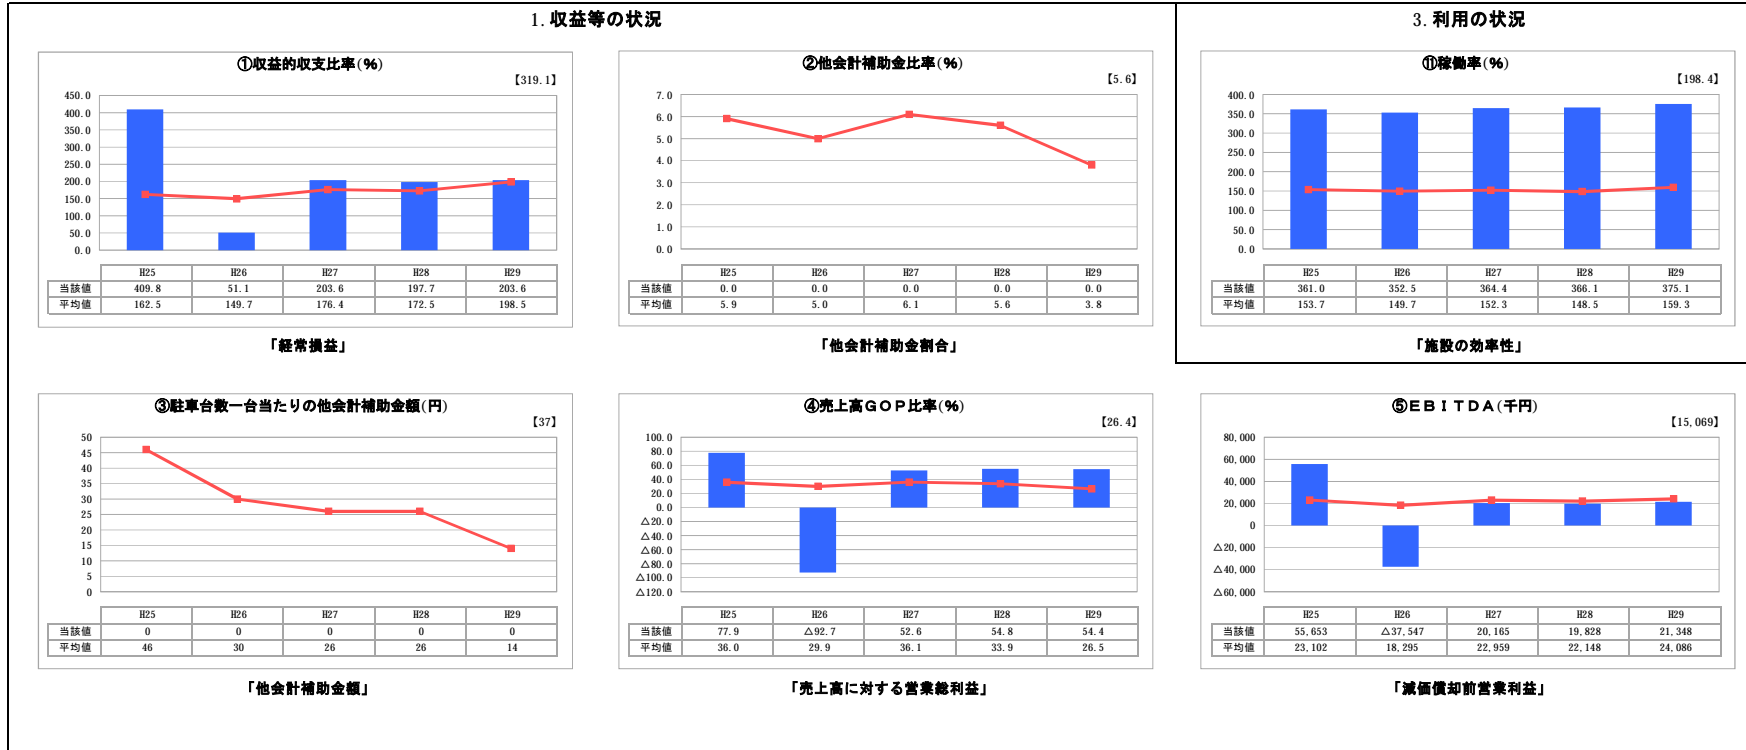 1. 収益等の状況
①収益的収支比率(％)
【319.1】
450.0
400.0
350.0
300.0
250.0
200.0
150.0
100.0
50.0
0.0
H25 H26 H27 H28 H29
当該値 409.8 51.1 203.6 197.7 203.6
平均値 162.5 149.7 176.4 172.5 198.5
「経常損益」
②他会計補助金比率(％)
【5.6】
7.0
6.0
5.0
4.0
3.0
2.0
1.0
0.0
H25 H26 H27 H28 H29
当該値 0.0 0.0 0.0 0.0 0.0
平均値 5.9 5.0 6.1 5.6 3.8
「他会計補助金割合」
3. 利用の状況
⑪稼働率(％)
【198.4】
400.0
350.0
300.0
250.0
200.0
150.0
100.0
50.0
0.0
H25 H26 H27 H28 H29
当該値 361.0 352.5 364.4 366.1 375.1
平均値 153.7 149.7 152.3 148.5 159.3
「施設の効率性」
③駐車台数一台当たりの他会計補助金額(円)
【37】
50
45
40
35
30
25
20
15
10
5
0
H25 H26 H27 H28 H29
当該値 0 0 0 0 0
平均値 46 30 26 26 14
「他会計補助金額」
④売上高ＧＯＰ比率(％)
【26.4】
100.0
80.0
60.0
40.0
20.0
0.0
△20.0
△40.0
△60.0
△80.0
△100.0
△120.0
H25 H26 H27 H28 H29
当該値 77.9 △92.7 52.6 54.8 54.4
平均値 36.0 29.9 36.1 33.9 26.5
「売上高に対する営業総利益」
⑤ＥＢＩＴＤＡ(千円)
【15,069】
80,000
60,000
40,000
20,000
0
△20,000
△40,000
△60,000
H25 H26 H27 H28 H29
当該値 55,653 △37,547 20,165 19,828 21,348
平均値 23,102 18,295 22,959 22,148 24,086
「減価償却前営業利益」